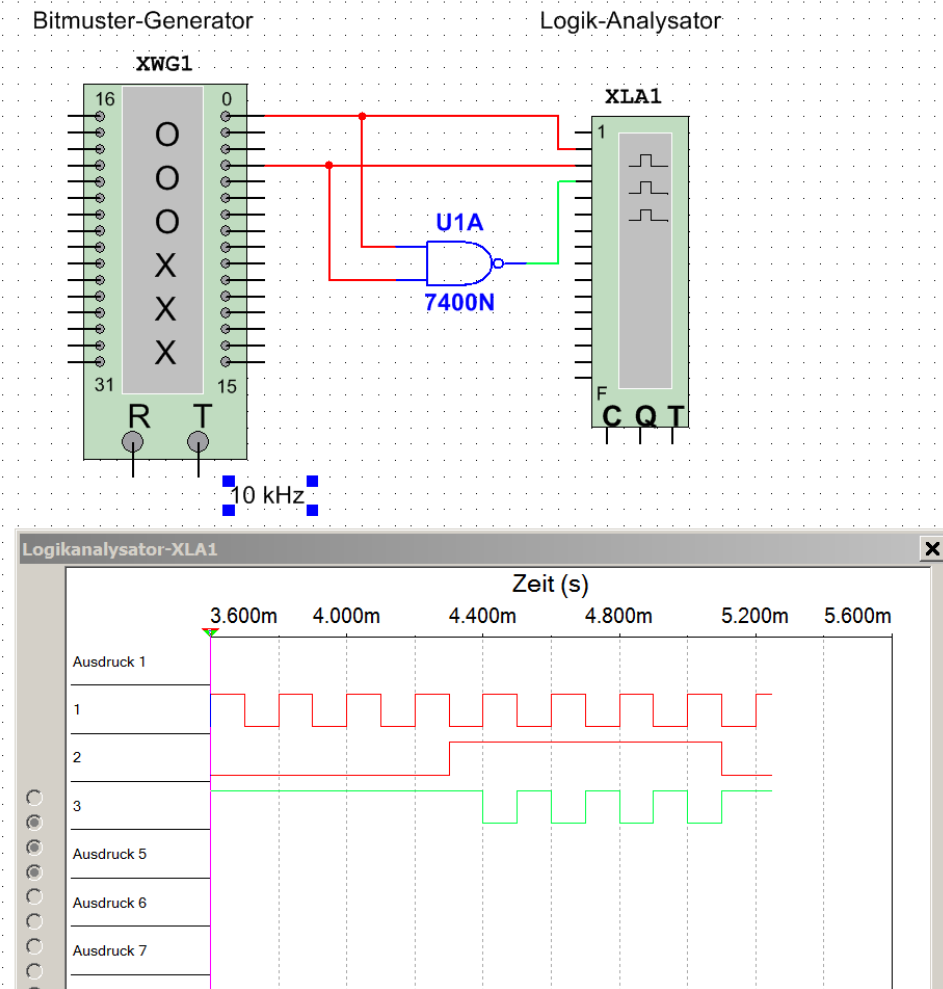 Bitmuster-Generator
Logik-Analysator
XWG1
XLA1
16 0
O
O
O
X
X
X
31 15
R T
1
F
C Q T
U1A
7400N
10 kHz
Logikanalysator-XLA1
Zeit (s)
3.600m 4.000m 4.400m 4.800m 5.200m 5.600m
Ausdruck 1
1
2
3
Ausdruck 5
Ausdruck 6
Ausdruck 7